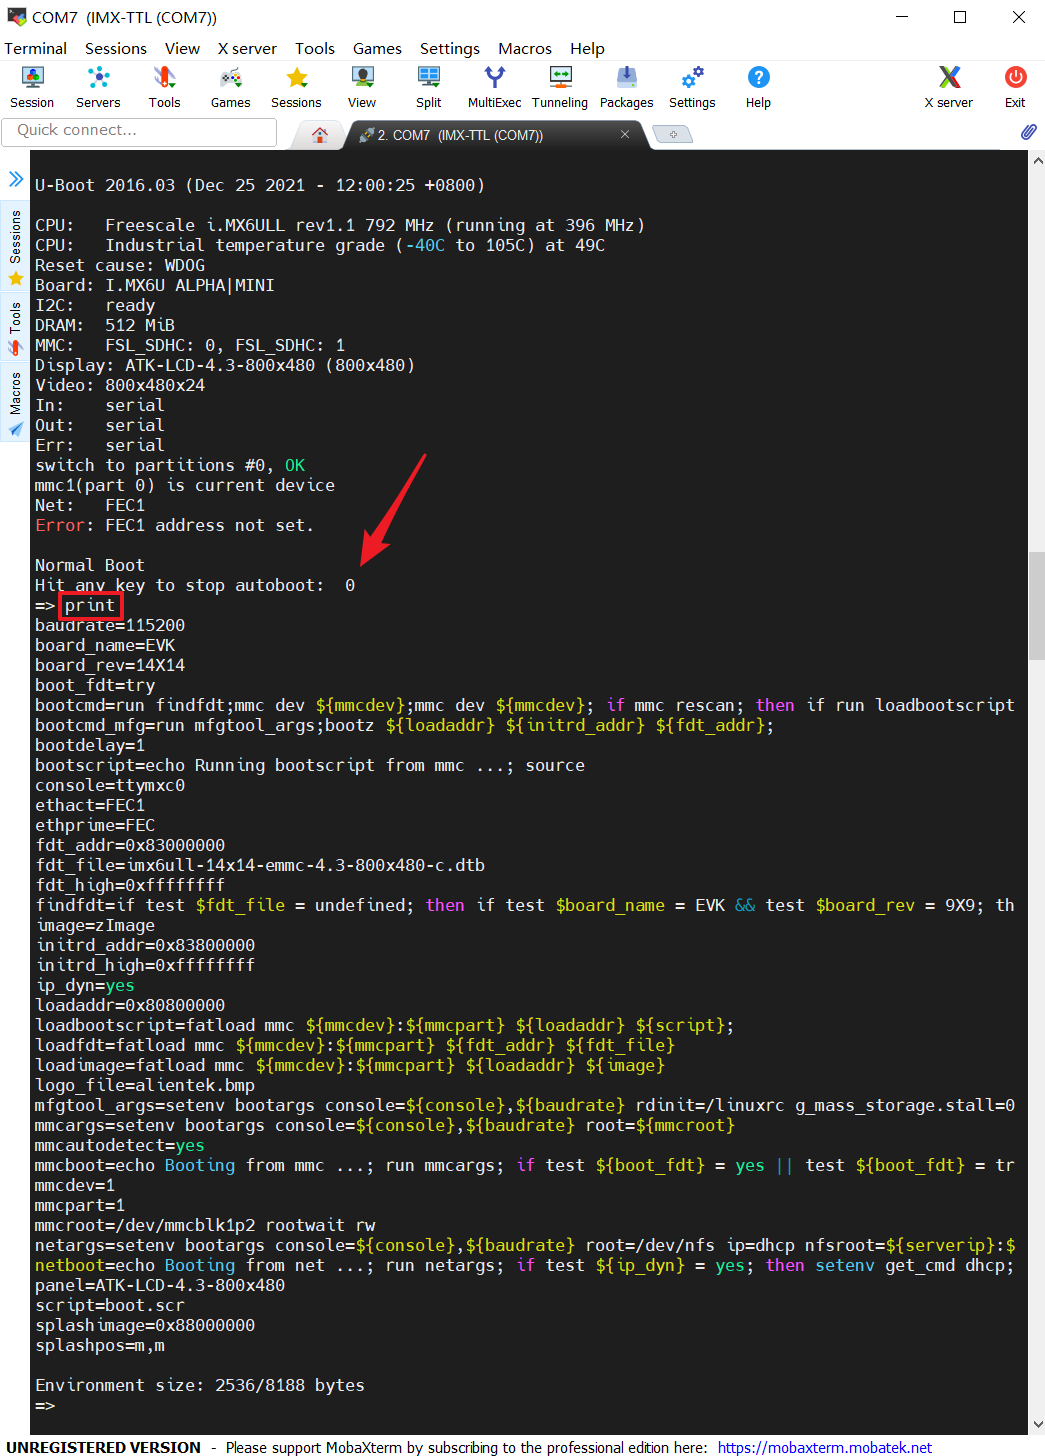 COM7 (IMX-TTL (COM7))
Terminal Sessions View X server Tools Games Settings Macros Help
Session Servers Tools Games Sessions View Split MultiExec Tunneling Packages Settings Help X server Exit
Quick connect...
2. COM7 (IMX-TTL (COM7))
Sessions
Tools
Macros
U-Boot 2016.03 (Dec 25 2021 - 12:00:25 +0800)
CPU:   Freescale i.MX6ULL rev1.1 792 MHz (running at 396 MHz)
CPU:   Industrial temperature grade (-40C to 105C) at 49C
Reset cause: WDOG
Board: I.MX6U ALPHA|MINI
I2C:   ready
DRAM:  512 MiB
MMC:   FSL_SDHC: 0, FSL_SDHC: 1
Display: ATK-LCD-4.3-800x480 (800x480)
Video: 800x480x24
In:    serial
Out:   serial
Err:   serial
switch to partitions #0, OK
mmc1(part 0) is current device
Net:   FEC1
Error: FEC1 address not set.
Normal Boot
Hit any key to stop autoboot:  0
=> print
baudrate=115200
board_name=EVK
board_rev=14X14
boot_fdt=try
bootcmd=run findfdt;mmc dev ${mmcdev};mmc dev ${mmcdev}; if mmc rescan; then if run loadbootscript
bootcmd_mfg=run mfgtool_args;bootz ${loadaddr} ${initrd_addr} ${fdt_addr};
bootdelay=1
bootscript=echo Running bootscript from mmc ...; source
console=ttymxc0
ethact=FEC1
ethprime=FEC
fdt_addr=0x83000000
fdt_file=imx6ull-14x14-emmc-4.3-800x480-c.dtb
fdt_high=0xffffffff
findfdt=if test $fdt_file = undefined; then if test $board_name = EVK && test $board_rev = 9X9; th
image=zImage
initrd_addr=0x83800000
initrd_high=0xffffffff
ip_dyn=yes
loadaddr=0x80800000
loadbootscript=fatload mmc ${mmcdev}:${mmcpart} ${loadaddr} ${script};
loadfdt=fatload mmc ${mmcdev}:${mmcpart} ${fdt_addr} ${fdt_file}
loadimage=fatload mmc ${mmcdev}:${mmcpart} ${loadaddr} ${image}
logo_file=alientek.bmp
mfgtool_args=setenv bootargs console=${console},${baudrate} rdinit=/linuxrc g_mass_storage.stall=0
mmcargs=setenv bootargs console=${console},${baudrate} root=${mmcroot}
mmcautodetect=yes
mmcboot=echo Booting from mmc ...; run mmcargs; if test ${boot_fdt} = yes || test ${boot_fdt} = tr
mmcdev=1
mmcpart=1
mmcroot=/dev/mmcblk1p2 rootwait rw
netargs=setenv bootargs console=${console},${baudrate} root=/dev/nfs ip=dhcp nfsroot=${serverip}:$
netboot=echo Booting from net ...; run netargs; if test ${ip_dyn} = yes; then setenv get_cmd dhcp;
panel=ATK-LCD-4.3-800x480
script=boot.scr
splashimage=0x88000000
splashpos=m,m
Environment size: 2536/8188 bytes
=>
UNREGISTERED VERSION - Please support MobaXterm by subscribing to the professional edition here: https://mobaxterm.mobatek.net